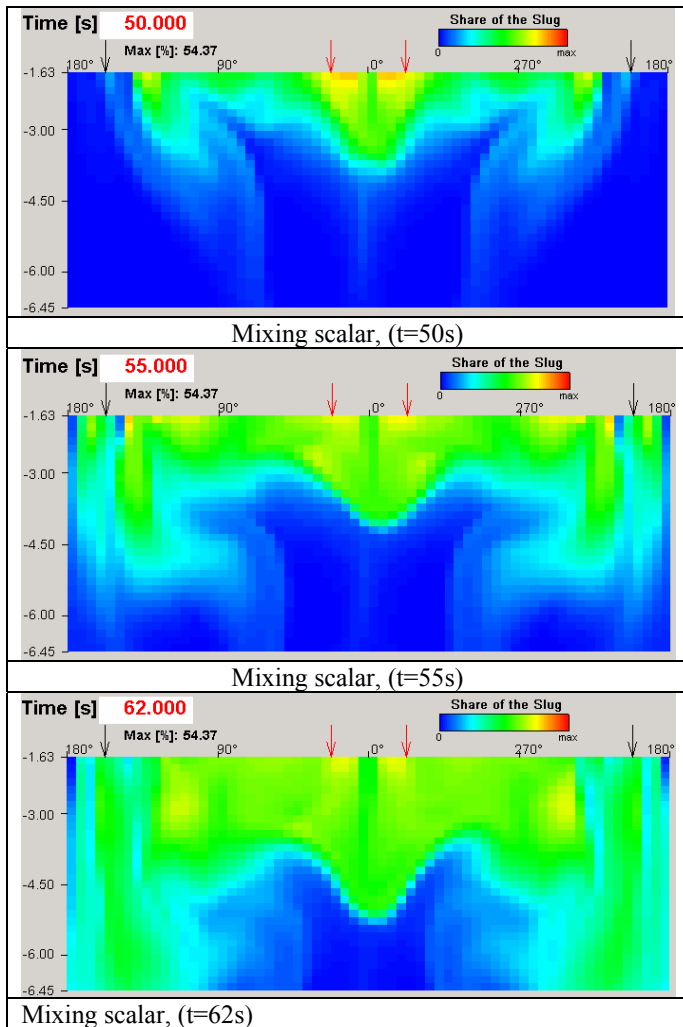 Time [s] 50.000 Share of the Slug
Max [%]: 54.37 0 max
180° 90° 0° 270° 180°
-1.63
-3.00
-4.50
-6.00
-6.45
Mixing scalar, (t=50s)
Time [s] 55.000 Share of the Slug
Max [%]: 54.37 0 max
180° 90° 0° 270° 180°
-1.63
-3.00
-4.50
-6.00
-6.45
Mixing scalar, (t=55s)
Time [s] 62.000 Share of the Slug
Max [%]: 54.37 0 max
180° 90° 0° 270° 180°
-1.63
-3.00
-4.50
-6.00
-6.45
Mixing scalar, (t=62s)